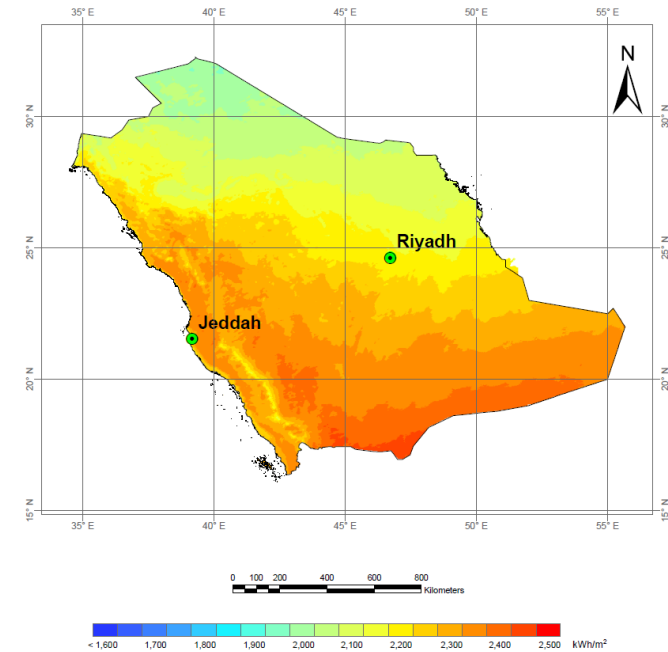 35° E 40° E 45° E 50° E 55° E
N
30° N 30° N
25° N 25° N
Riyadh
Jeddah
20° N 20° N
15° N 15° N
35° E 40° E 45° E 50° E 55° E
0 100 200 400 600 800
Kilometers
< 1,600 1,700 1,800 1,900 2,000 2,100 2,200 2,300 2,400 2,500 kWh/m²